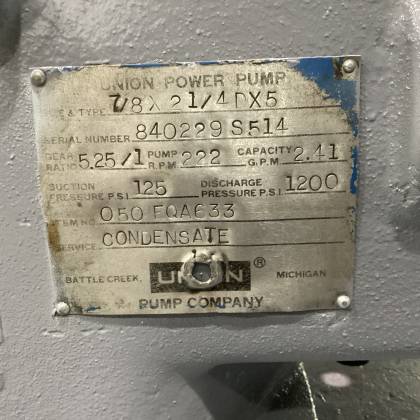 UNION POWER PUMP
& TYPE 7/8 X 2 1/4 DX5
SERIAL NUMBER 840229 S514
GEAR RATIO 5.25/1 PUMP R.P.M 222 CAPACITY G.P.M. 2.41
SUCTION PRESSURE P.S.I. 125 DISCHARGE PRESSURE P.S.I. 1200
ITEM NO. 050 FQA633
SERVICE CONDENSATE
BATTLE CREEK, UNION ® MICHIGAN
PUMP COMPANY